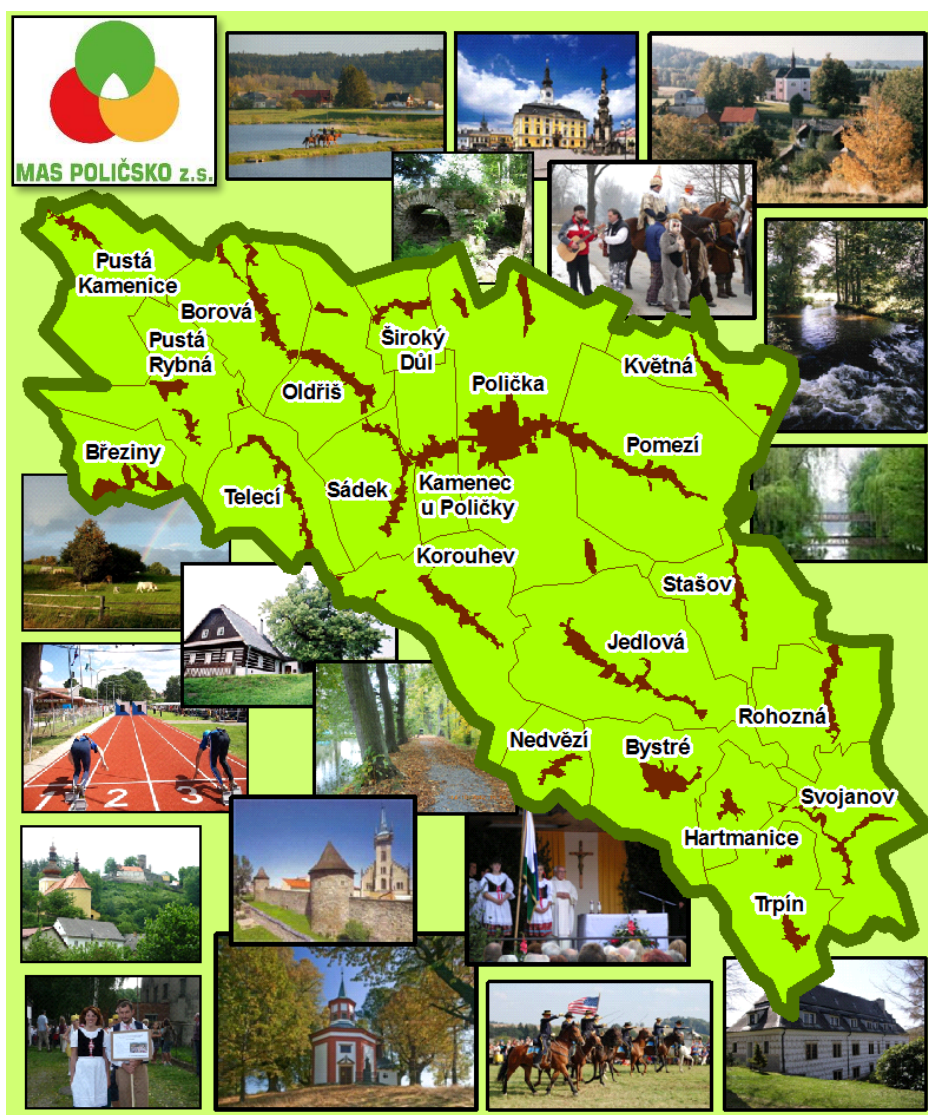 MAS POLIČSKO z.s.
Pustá
Kamenice
Borová
Pustá
Rybná
Široký
Důl
Květná
Oldřiš
Polička
Březiny
Pomezí
Telecí
Sádek
Kamenec
u Poličky
Korouhev
Stašov
Jedlová
Rohozná
Nedvězí
Bystré
Svojanov
Hartmanice
Trpín
1
2
3